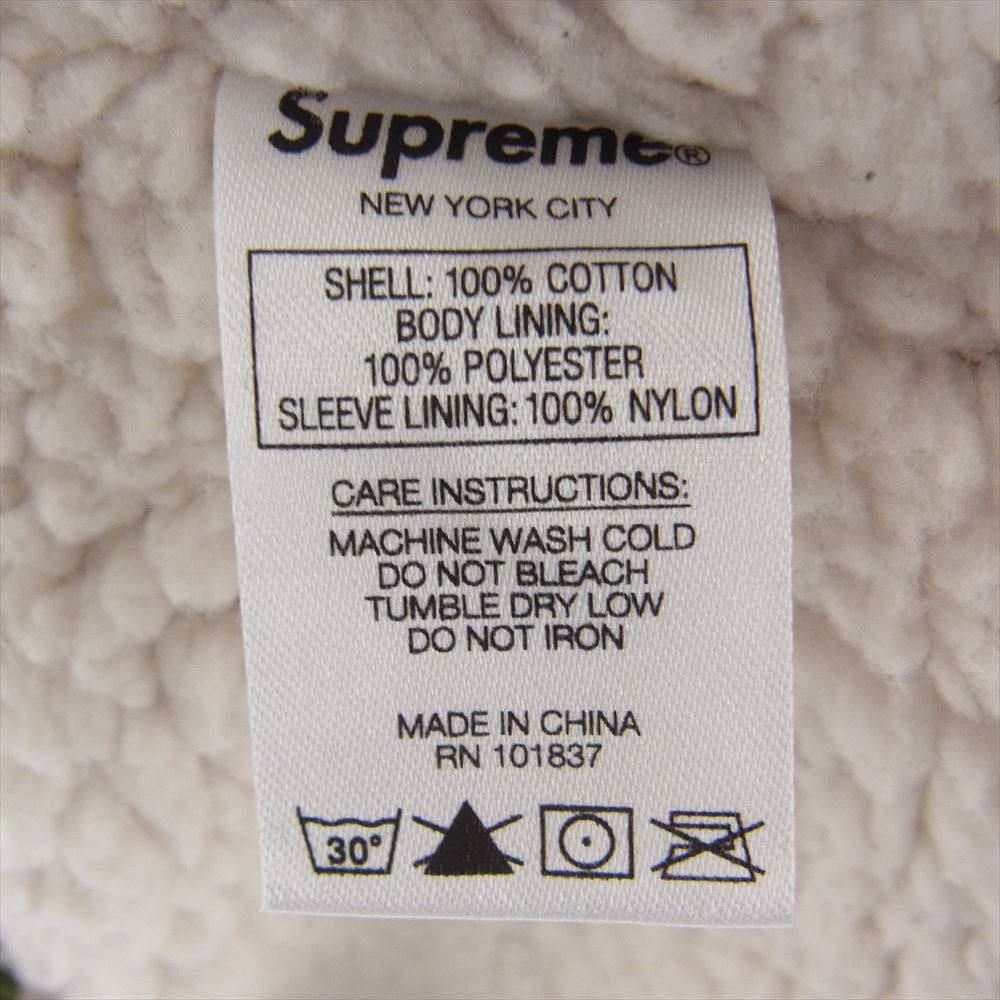 Supreme®
NEW YORK CITY
SHELL: 100% COTTON
BODY LINING:
100% POLYESTER
SLEEVE LINING: 100% NYLON
CARE INSTRUCTIONS:
MACHINE WASH COLD
DO NOT BLEACH
TUMBLE DRY LOW
DO NOT IRON
MADE IN CHINA
RN 101837
30°